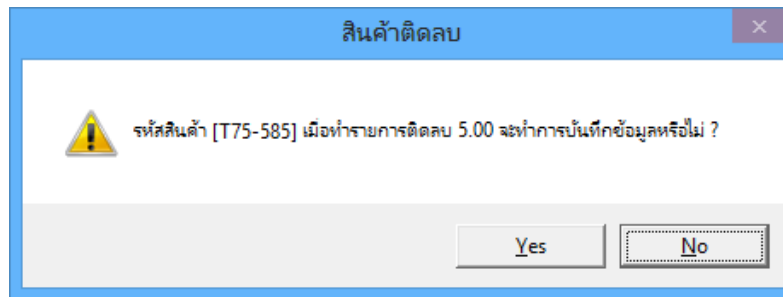 สินค้าติดลบ
รหัสสินค้า [T75-585] เมื่อทำรายการติดลบ 5.00 จะทำการบันทึกข้อมูลหรือไม่ ?
Yes
No